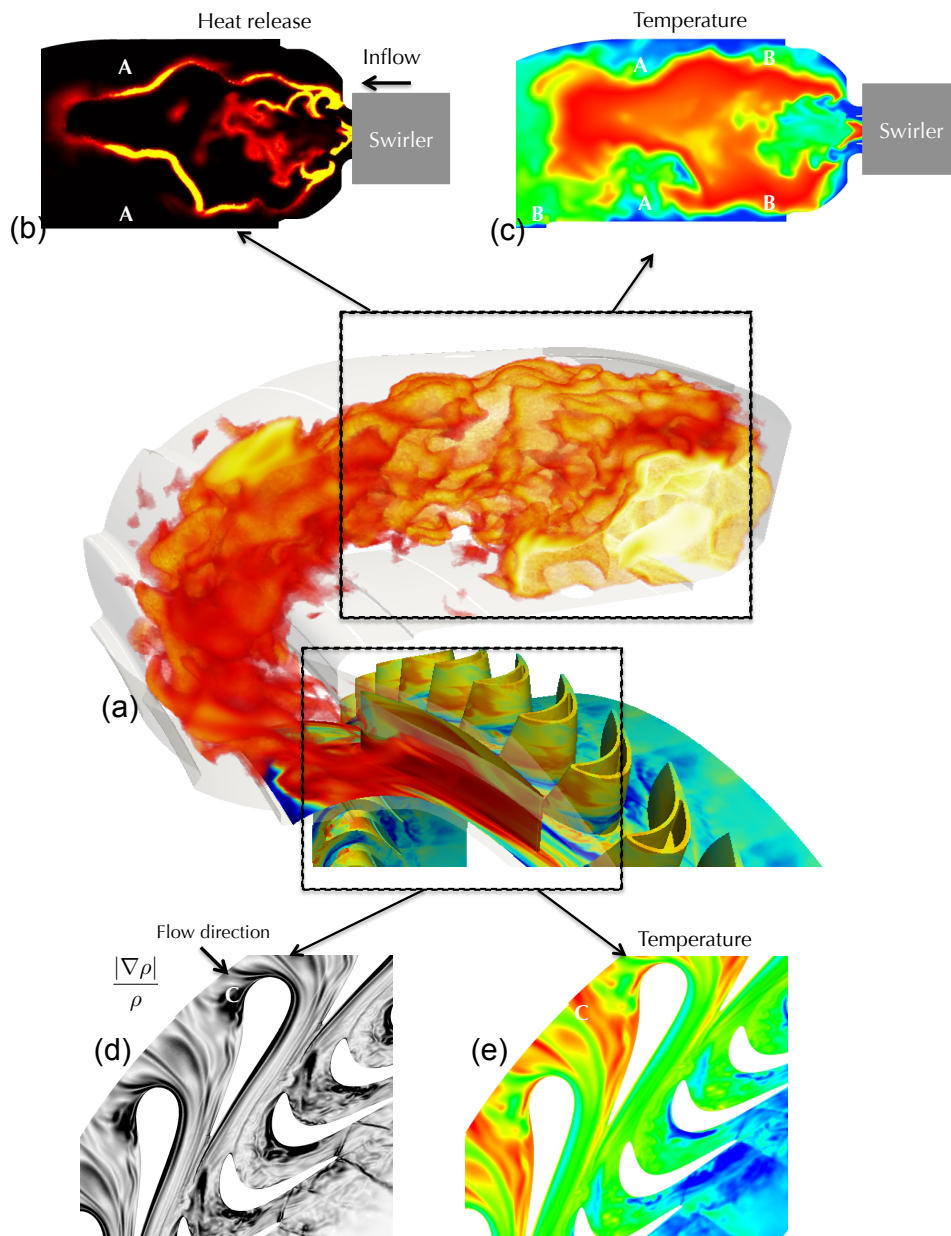 Heat release
Temperature
A
Inflow
Swirler
A
(b)
A
B
Swirler
B
A
B
(c)
(a)
Flow direction
|∇ρ|
ρ
C
(d)
Temperature
C
(e)